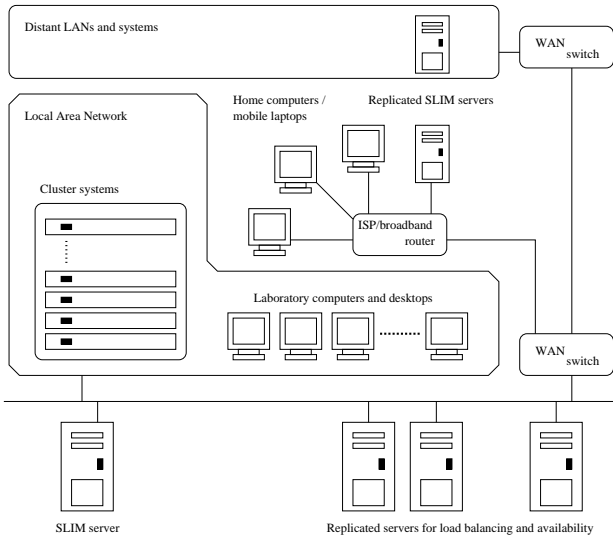 Distant LANs and systems
WAN
switch
Home computers /
mobile laptops
Replicated SLIM servers
Local Area Network
Cluster systems
ISP/broadband
router
Laboratory computers and desktops
WAN
switch
SLIM server
Replicated servers for load balancing and availability